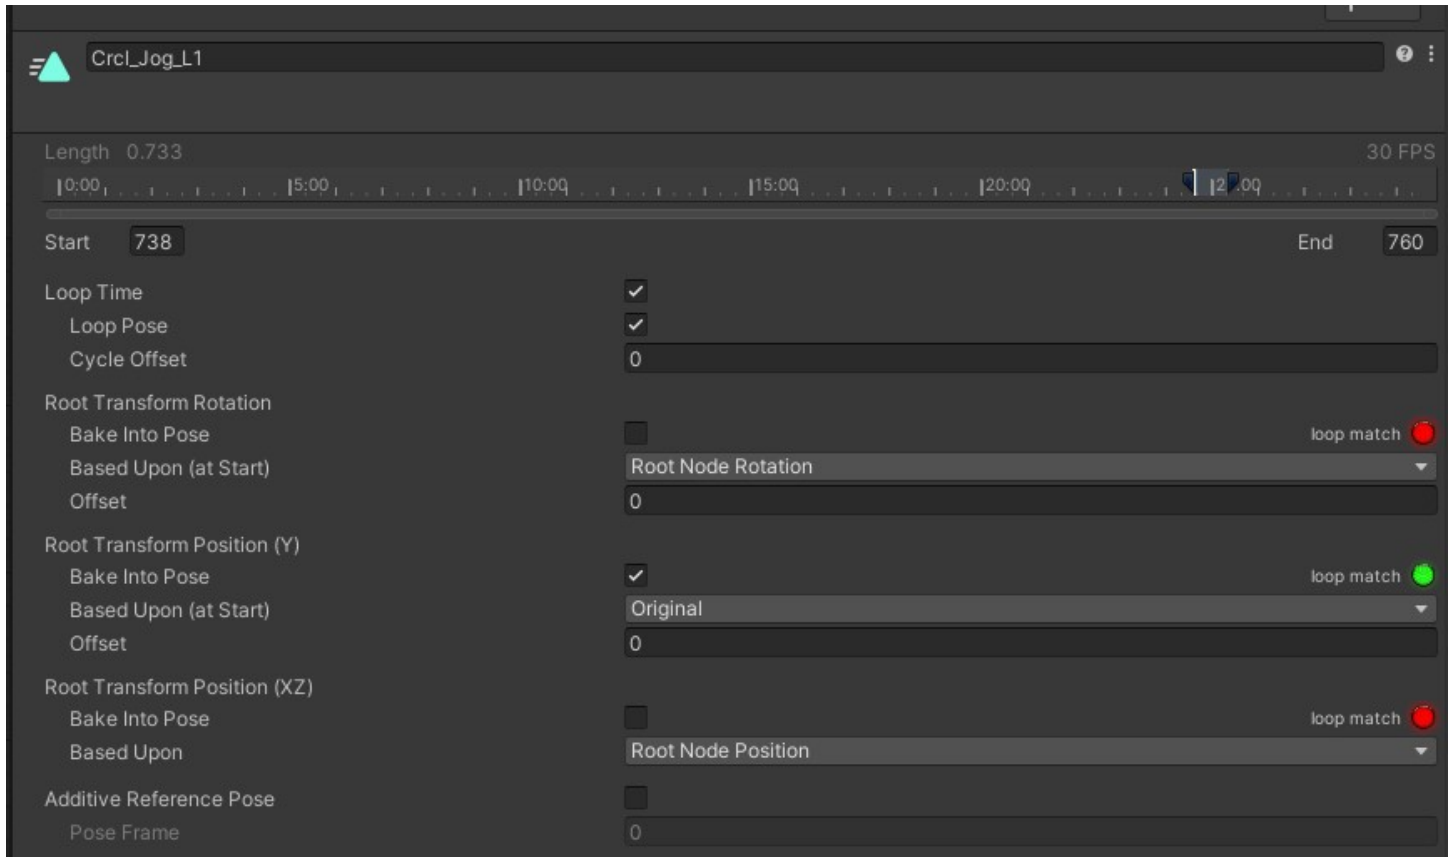 Crcl_Jog_L1
Length 0.733 30 FPS
0:00 5:00 10:00 15:00 20:00
Start 738 End 760
Loop Time
Loop Pose
Cycle Offset 0
Root Transform Rotation
Bake Into Pose loop match
Based Upon (at Start) Root Node Rotation
Offset 0
Root Transform Position (Y)
Bake Into Pose loop match
Based Upon (at Start) Original
Offset 0
Root Transform Position (XZ)
Bake Into Pose loop match
Based Upon Root Node Position
Additive Reference Pose
Pose Frame 0